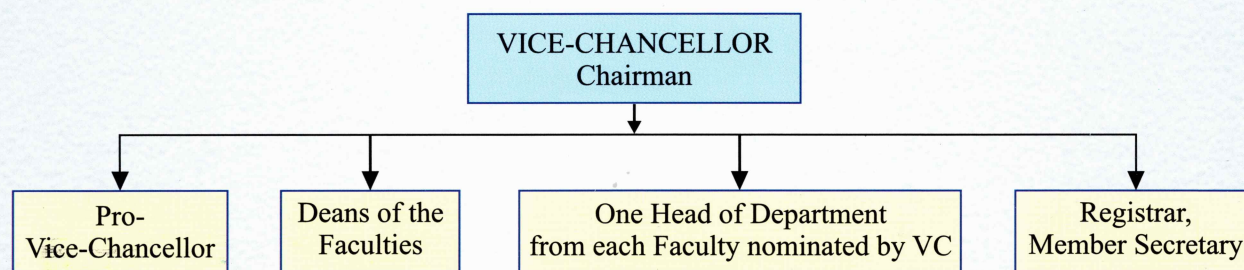 VICE-CHANCELLOR
Chairman
Pro-
Vice-Chancellor
Deans of the
Faculties
One Head of Department
from each Faculty nominated by VC
Registrar,
Member Secretary